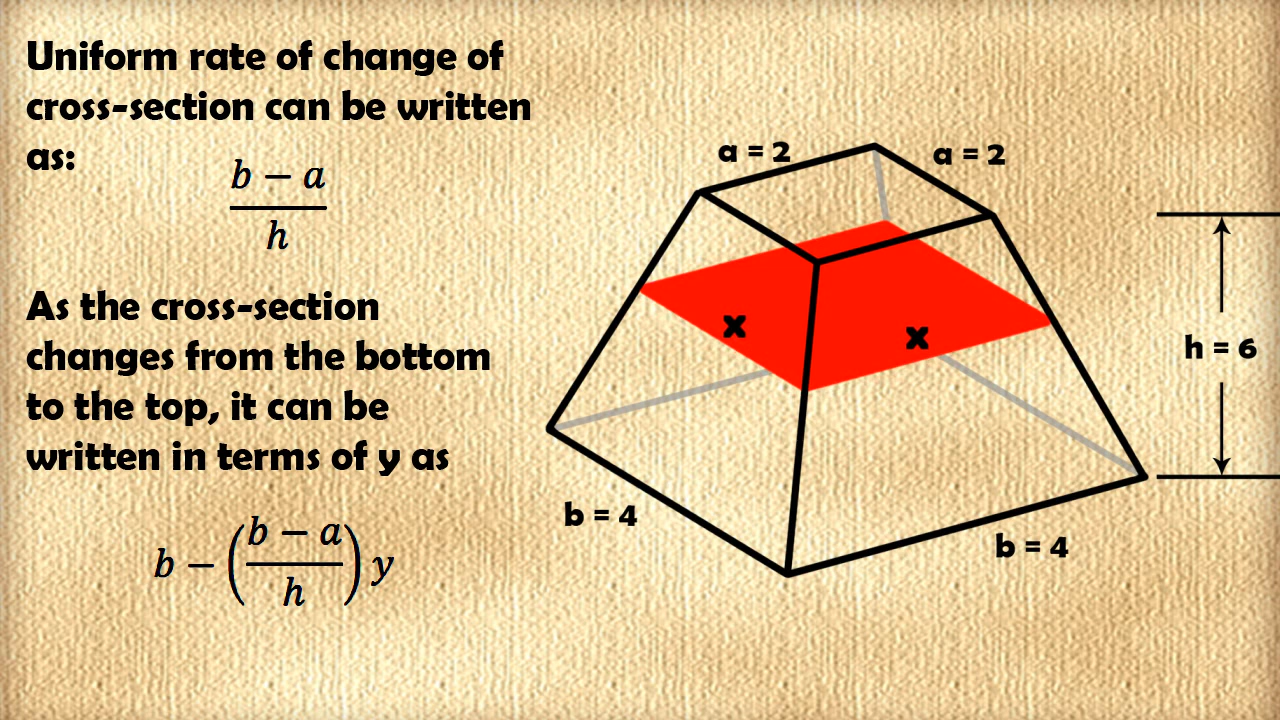 Uniform rate of change of
cross-section can be written
as:
b − a
h
As the cross-section
changes from the bottom
to the top, it can be
written in terms of y as
b − (b − a / h) y
a = 2
a = 2
x
x
h = 6
b = 4
b = 4